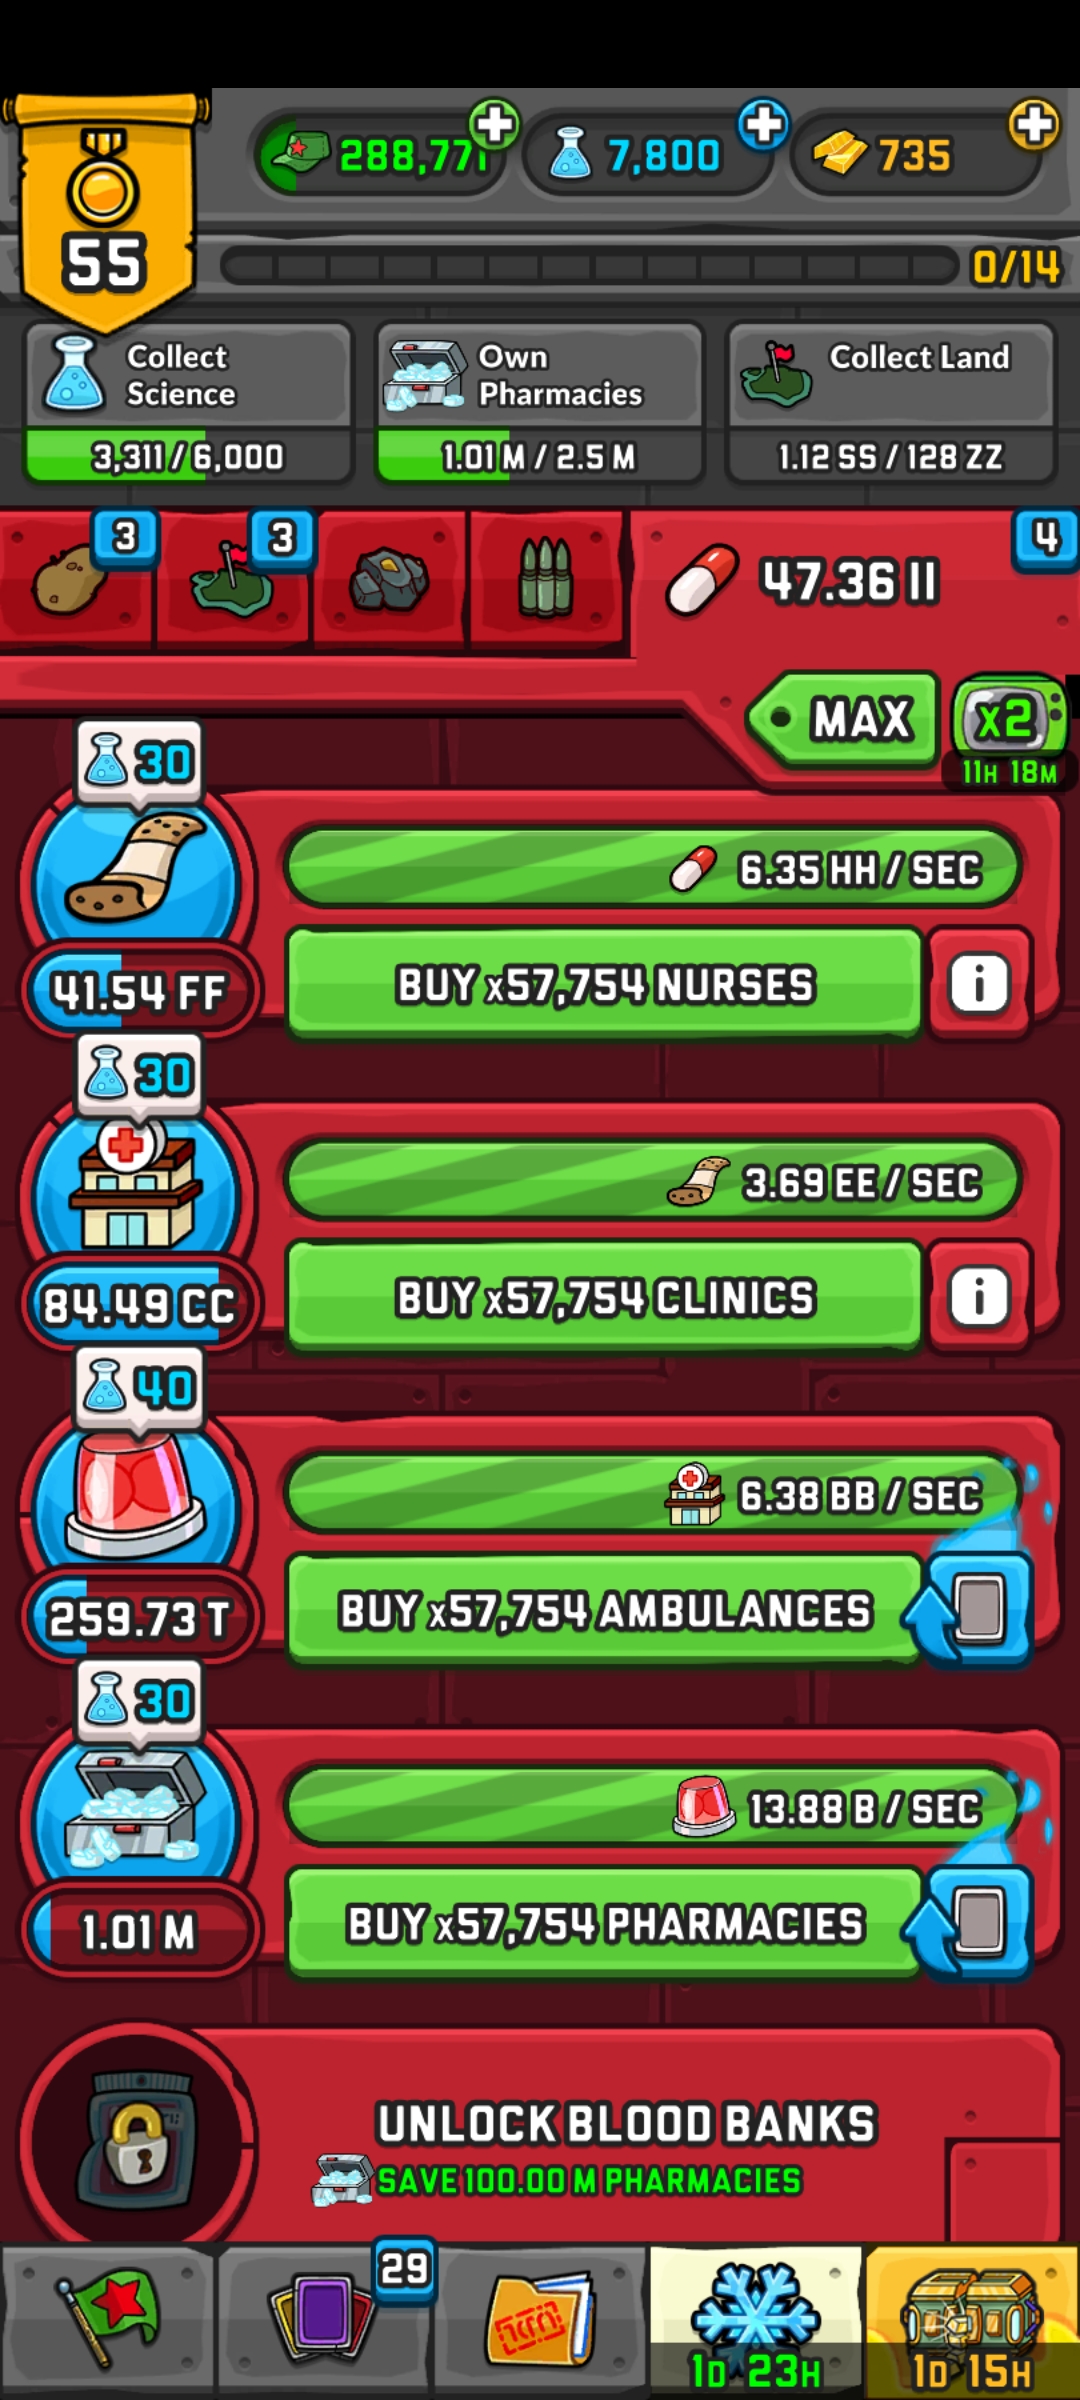 288,771
7,800
735
55
0/14
Collect
Science
3,311 / 6,000
Own
Pharmacies
1.01 M / 2.5 M
Collect Land
1.12 SS / 128 ZZ
3
3
47.36 II
4
MAX
x2
11H 18M
30
6.35 HH / SEC
41.54 FF
BUY x57,754 NURSES
i
30
3.69 EE / SEC
84.49 CC
BUY x57,754 CLINICS
i
40
6.38 BB / SEC
259.73 T
BUY x57,754 AMBULANCES
30
13.88 B / SEC
1.01 M
BUY x57,754 PHARMACIES
UNLOCK BLOOD BANKS
SAVE 100.00 M PHARMACIES
29
1D 23H
1D 15H